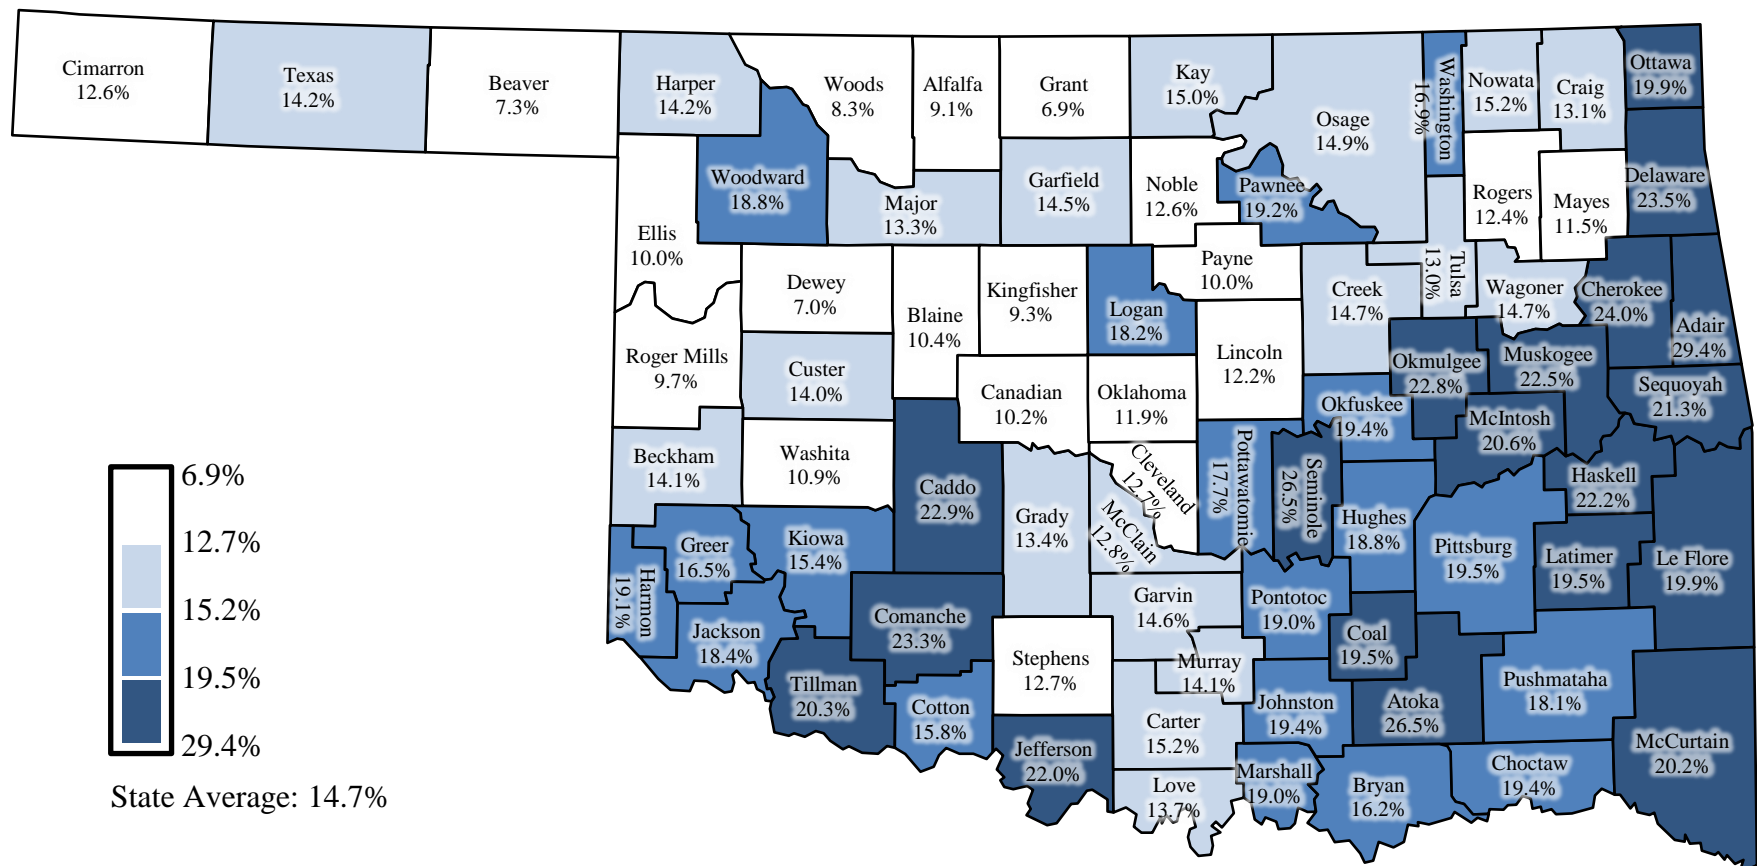 Cimarron
12.6%
Texas
14.2%
Beaver
7.3%
Harper
14.2%
Woods
8.3%
Alfalfa
9.1%
Grant
6.9%
Kay
15.0%
Osage
14.9%
Washington
16.9%
Nowata
15.2%
Craig
13.1%
Ottawa
19.9%
Woodward
18.8%
Major
13.3%
Garfield
14.5%
Noble
12.6%
Pawnee
19.2%
Rogers
12.4%
Mayes
11.5%
Delaware
23.5%
Ellis
10.0%
Dewey
7.0%
Blaine
10.4%
Kingfisher
9.3%
Logan
18.2%
Payne
10.0%
Creek
14.7%
Tulsa
13.0%
Wagoner
14.7%
Cherokee
24.0%
Adair
29.4%
Roger Mills
9.7%
Custer
14.0%
Canadian
10.2%
Oklahoma
11.9%
Lincoln
12.2%
Okmulgee
22.8%
Muskogee
22.5%
Sequoyah
21.3%
Okfuskee
19.4%
McIntosh
20.6%
Beckham
14.1%
Washita
10.9%
Caddo
22.9%
Grady
13.4%
Cleveland
12.7%
McClain
12.8%
Pottawatomie
17.7%
Seminole
26.5%
Hughes
18.8%
Haskell
22.2%
Pittsburg
19.5%
Latimer
19.5%
Le Flore
19.9%
Harmon
19.1%
Greer
16.5%
Kiowa
15.4%
Jackson
18.4%
Comanche
23.3%
Tillman
20.3%
Cotton
15.8%
Stephens
12.7%
Jefferson
22.0%
Garvin
14.6%
Murray
14.1%
Carter
15.2%
Love
13.7%
Pontotoc
19.0%
Coal
19.5%
Johnston
19.4%
Atoka
26.5%
Pushmataha
18.1%
McCurtain
20.2%
Marshall
19.0%
Bryan
16.2%
Choctaw
19.4%
6.9%
12.7%
15.2%
19.5%
29.4%
State Average: 14.7%